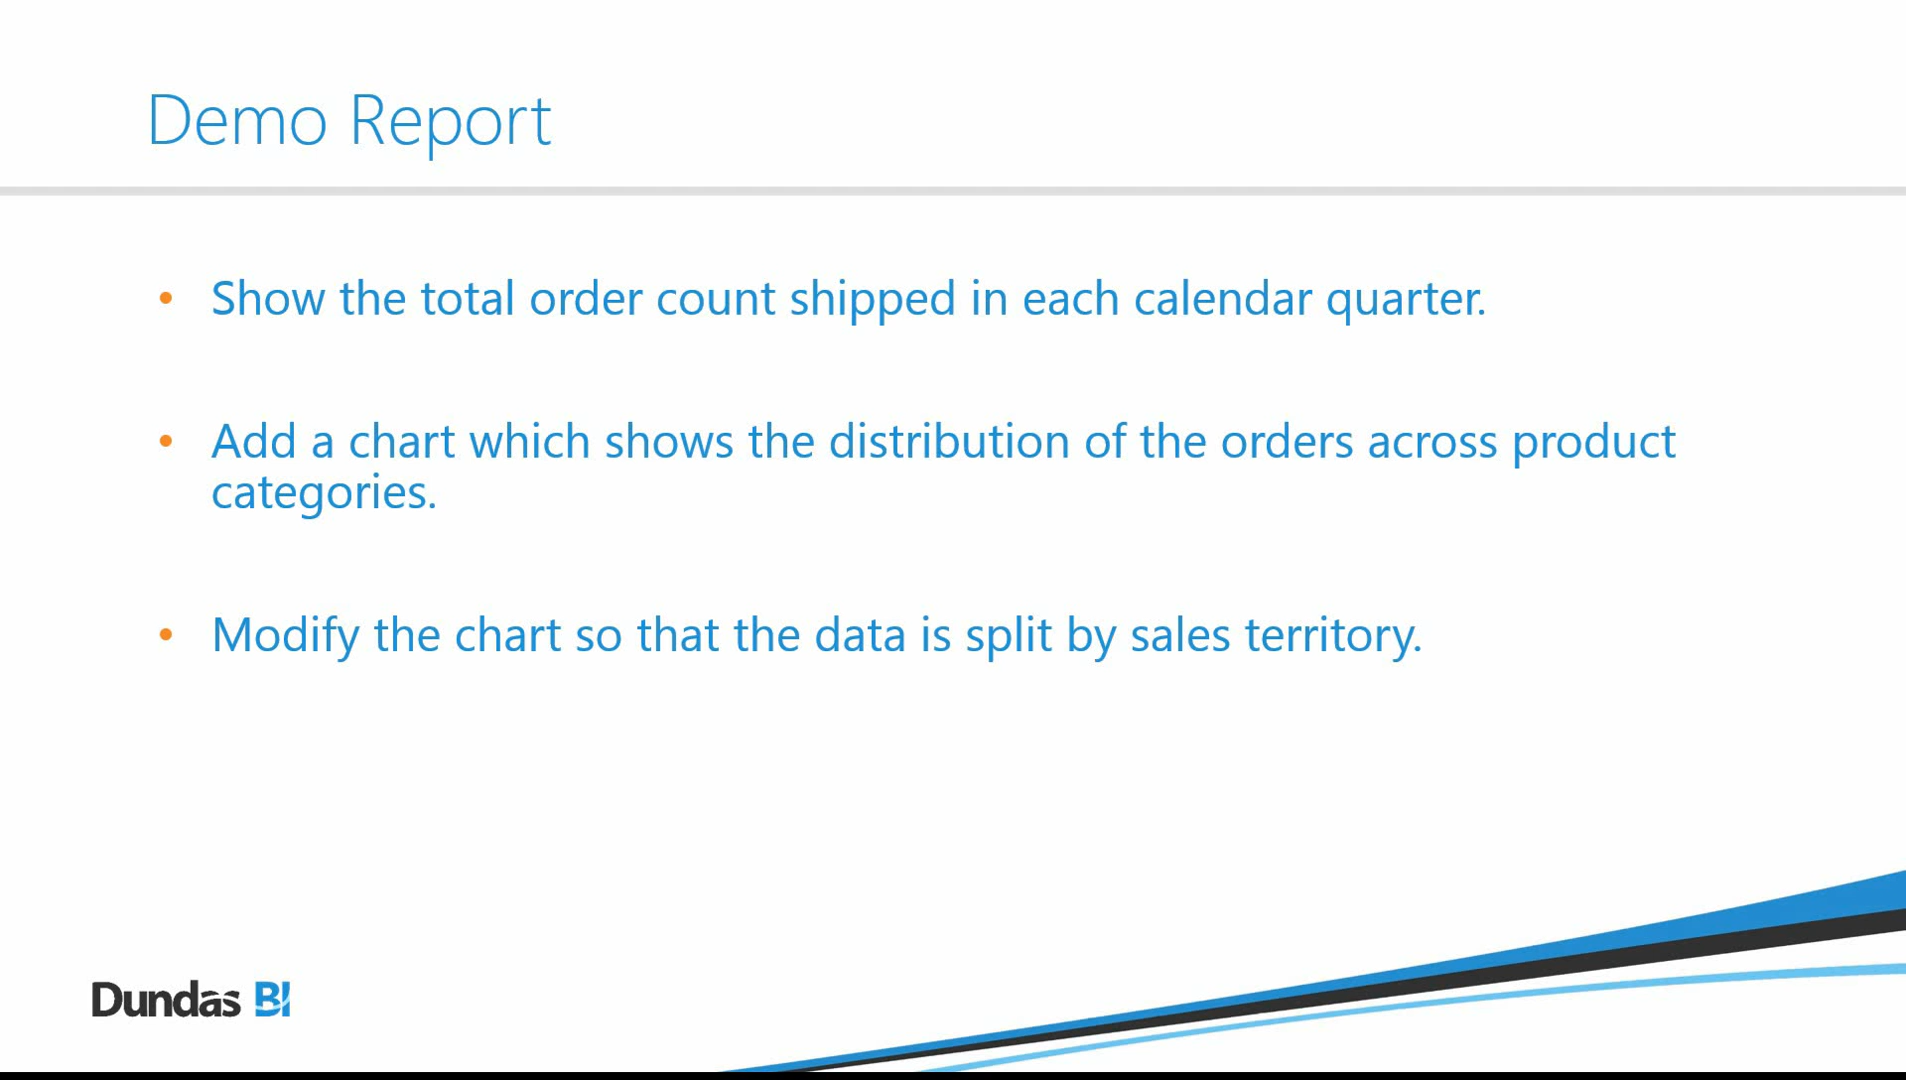 Demo Report
• Show the total order count shipped in each calendar quarter.
• Add a chart which shows the distribution of the orders across product
categories.
• Modify the chart so that the data is split by sales territory.
Dundas BI